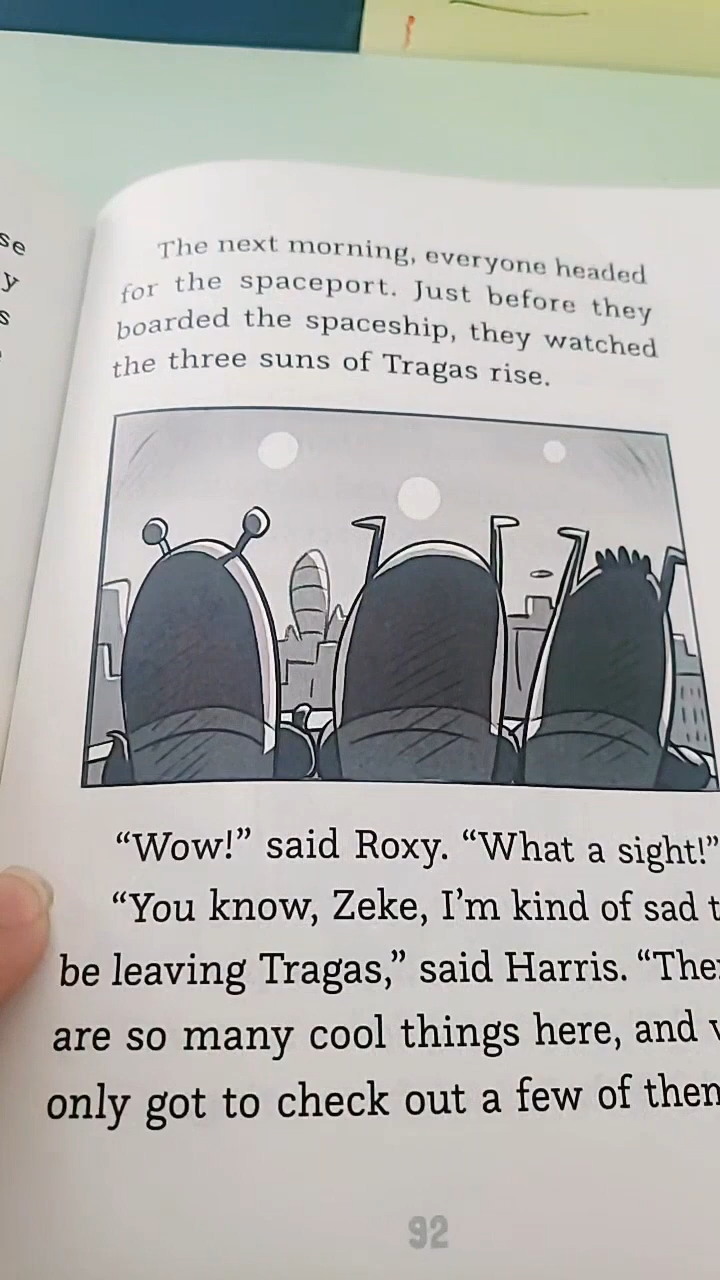 se
y
s
The next morning, everyone headed
for the spaceport. Just before they
boarded the spaceship, they watched
the three suns of Tragas rise.
“Wow!” said Roxy. “What a sight!”
“You know, Zeke, I’m kind of sad
be leaving Tragas,” said Harris.
are so many cool things here, and
only got to check out a few of
92